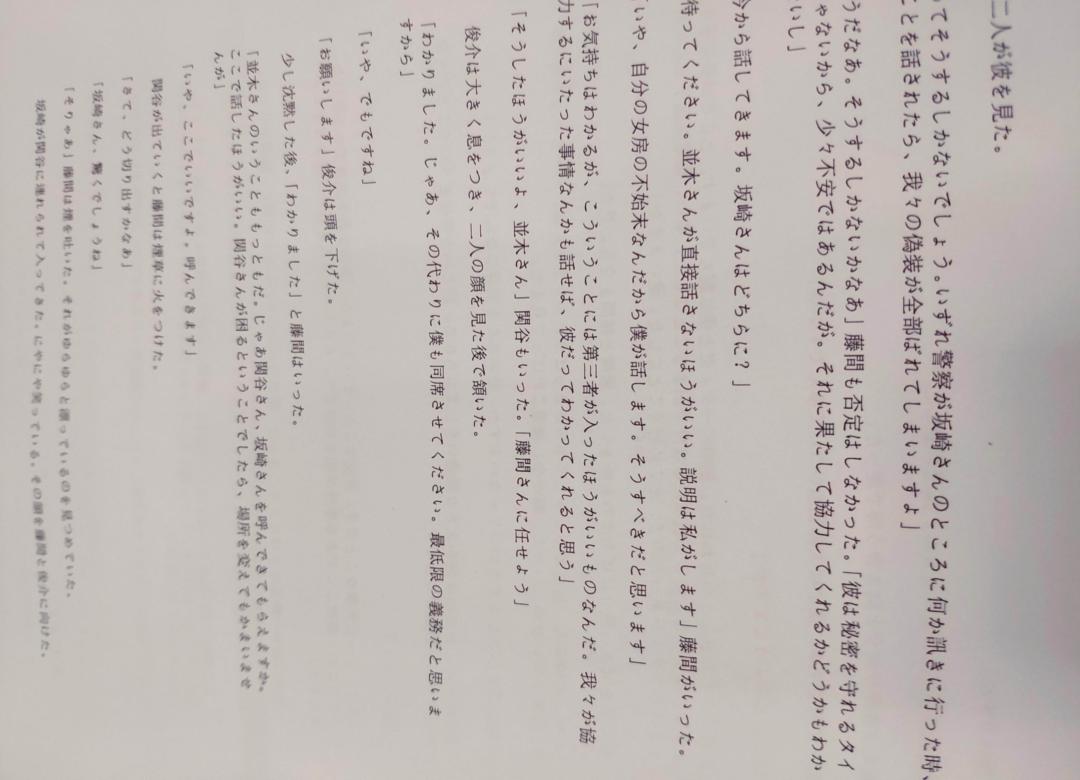 二人が彼を見た。
てそうするしかないでしょう。いずれ警察が坂崎さんのところに何か訊きに行った時、
ことを話されたら、我々の偽装が全部ばれてしまいますよ」
うだなあ。そうするしかないかなあ」藤間も否定はしなかった。「彼は秘密を守れるタイ
ゃないから、少々不安ではあるんだが。それに果たして協力してくれるかどうかもわか
いし」
今から話してきます。坂崎さんはどちらに?」
待ってください。並木さんが直接話さないほうがいい。説明は私がします」藤間がいった。
「いや、自分の女房の不始末なんだから僕が話します。そうすべきだと思います」
「お気持ちはわかるが、こういうことには第三者が入ったほうがいいものなんだ。我々が協
力するにいたった事情なんかも話せば、彼だってわかってくれると思う」
「そうしたほうがいいよ、並木さん」関谷もいった。「藤間さんに任せよう」
俊介は大きく息をつき、二人の顔を見た後で頷いた。
「わかりました。じゃあ、その代わりに僕も同席させてください。最低限の義務だと思いま
すから」
「いや、でもですね」
「お願いします」俊介は頭を下げた。
少し沈黙した後、「わかりました」と藤間はいった。
「並木さんのいうことももっともだ。じゃあ関谷さん、坂崎さんを呼んできてもらえますか。
ここで話したほうがいい。関谷さんが困るということでしたら、場所を変えてもかまいませ
んが」
「いや、ここでいいですよ。呼んできます」
関谷が出ていくと藤間は煙草に火をつけた。
「さて、どう切り出すかなあ」
「坂崎さん、驚くでしょうね」
「そりゃあ」藤間は煙を吐いた。それがゆらゆらと漂っているのを見つめていた。
坂崎が関谷に連れられて入ってきた。にやにや笑っている。その顔を藤間と俊介に向けた。